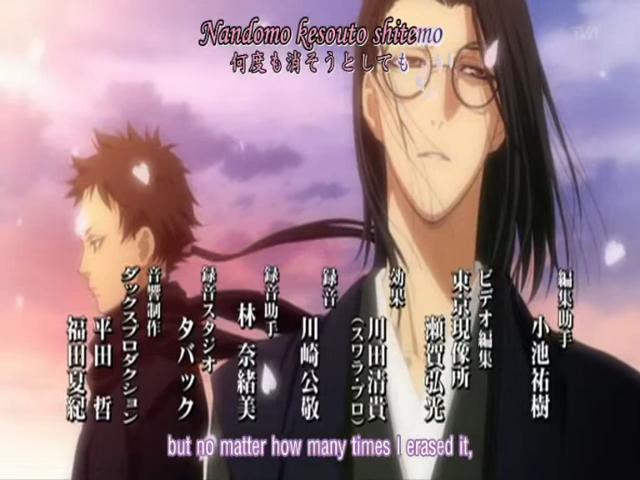 Nandomo kesouto shitemo
何度も消そうとしても
編集助手
小池祐樹
ビデオ編集
東京現像所
瀬賀弘光
効果
川田清貴
(スワラ・プロ)
録音
川崎公敬
録音助手
林 奈緒美
録音スタジオ
タバック
音響制作
ダックスプロダクション
平田 哲
福田夏紀
but no matter how many times I erased it,